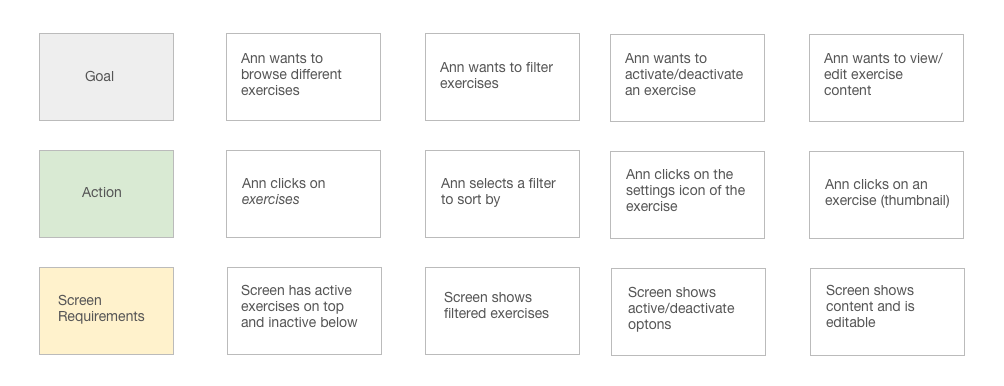 Goal
Ann wants to
browse different
exercises
Ann wants to filter
exercises
Ann wants to
activate/deactivate
an exercise
Ann wants to view/
edit exercise
content
Action
Ann clicks on
exercises
Ann selects a filter
to sort by
Ann clicks on the
settings icon of the
exercise
Ann clicks on an
exercise (thumbnail)
Screen
Requirements
Screen has active
exercises on top
and inactive below
Screen shows
filtered exercises
Screen shows
active/deactivate
optons
Screen shows
content and is
editable